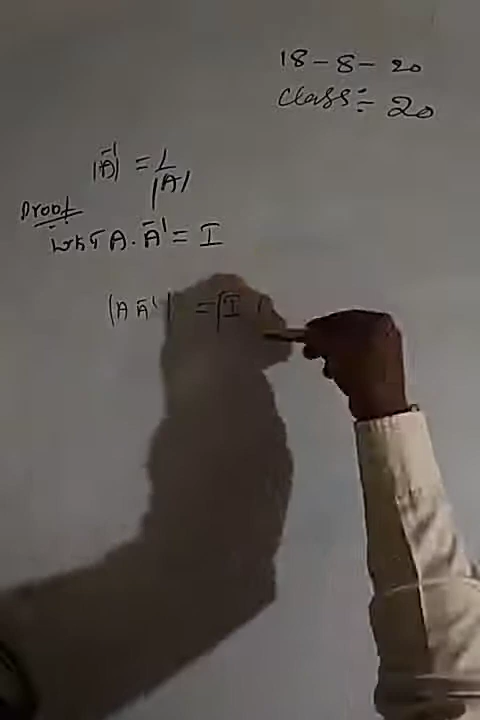 18-8-20
Class:- 20
|A⁻¹| = 1/|A|
Proof
WKT A. A⁻¹ = I
|A A⁻¹| = |I|